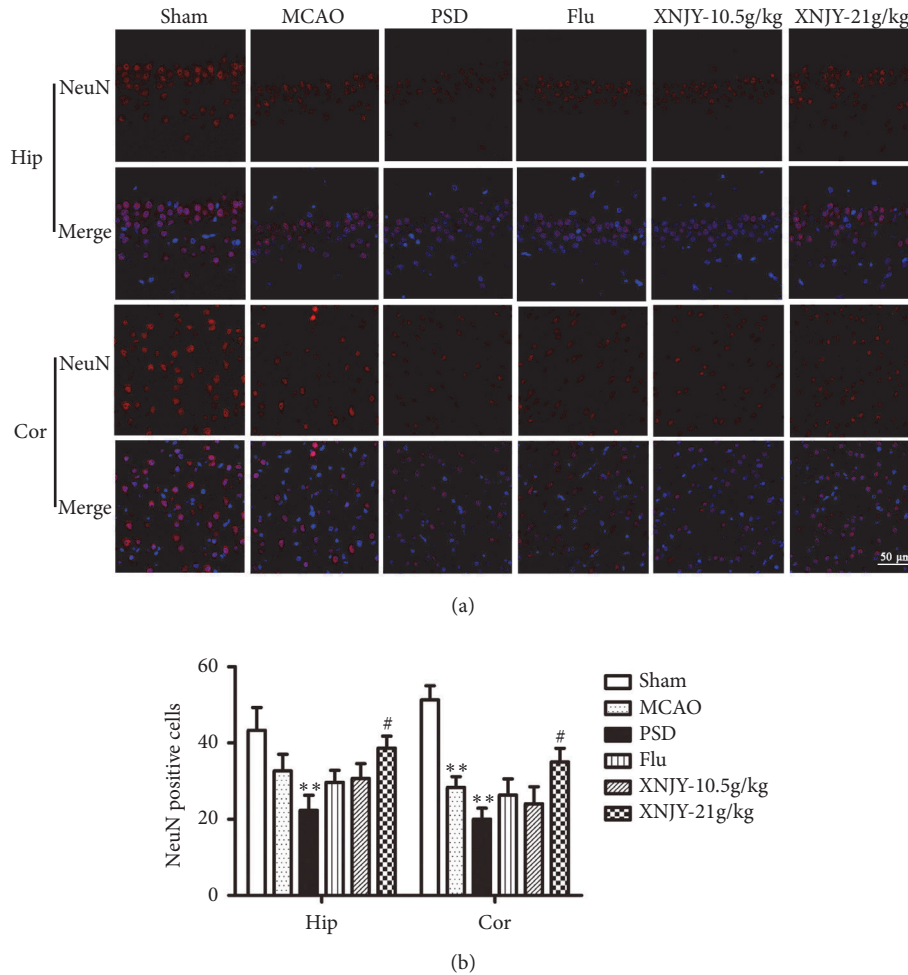 Sham MCAO PSD Flu XNJY-10.5g/kg XNJY-21g/kg
NeuN
Hip
Merge
NeuN
Cor
Merge
50 μm
(a)
60
40
20
0
NeuN positive cells
**
#
**
**
#
Hip Cor
Sham
MCAO
PSD
Flu
XNJY-10.5g/kg
XNJY-21g/kg
(b)